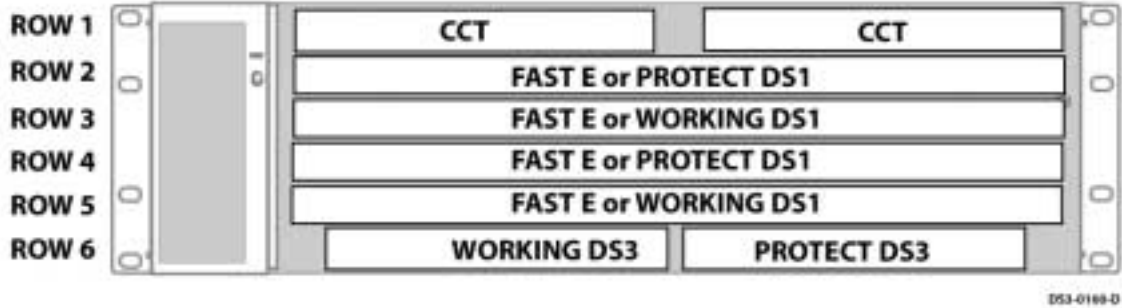 ROW 1 CCT CCT
ROW 2 FAST E or PROTECT DS1
ROW 3 FAST E or WORKING DS1
ROW 4 FAST E or PROTECT DS1
ROW 5 FAST E or WORKING DS1
ROW 6 WORKING DS3 PROTECT DS3
DS3-0160-D